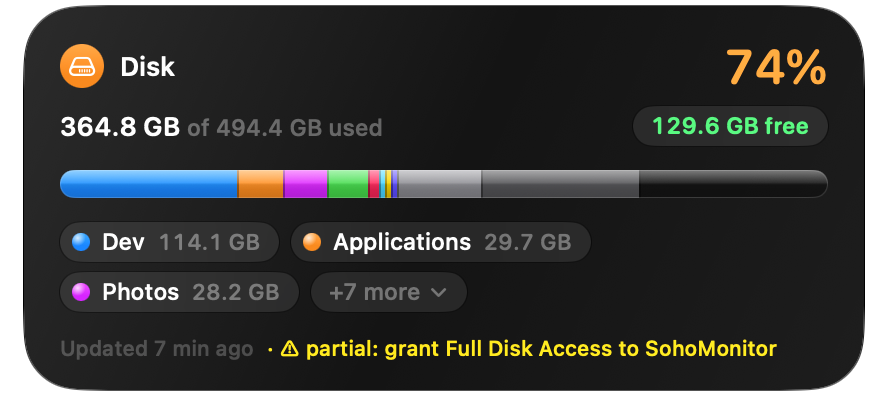 Disk
74%
364.8 GB of 494.4 GB used
129.6 GB free
Dev 114.1 GB
Applications 29.7 GB
Photos 28.2 GB
+7 more
Updated 7 min ago · ⚠ partial: grant Full Disk Access to SohoMonitor